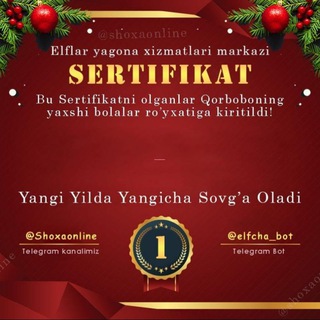 @shoxaonline
Elflar yagona xizmatlari markazi
SERTIFIKAT
Bu Sertifikatni olganlar Qorboboning
yaxshi bolalar ro'yxatiga kiritildi!
Yangi Yilda Yangicha Sovg'a Oladi
@Shoxaonline
Telegram kanalimiz
1
@elfcha_bot
Telegram Bot